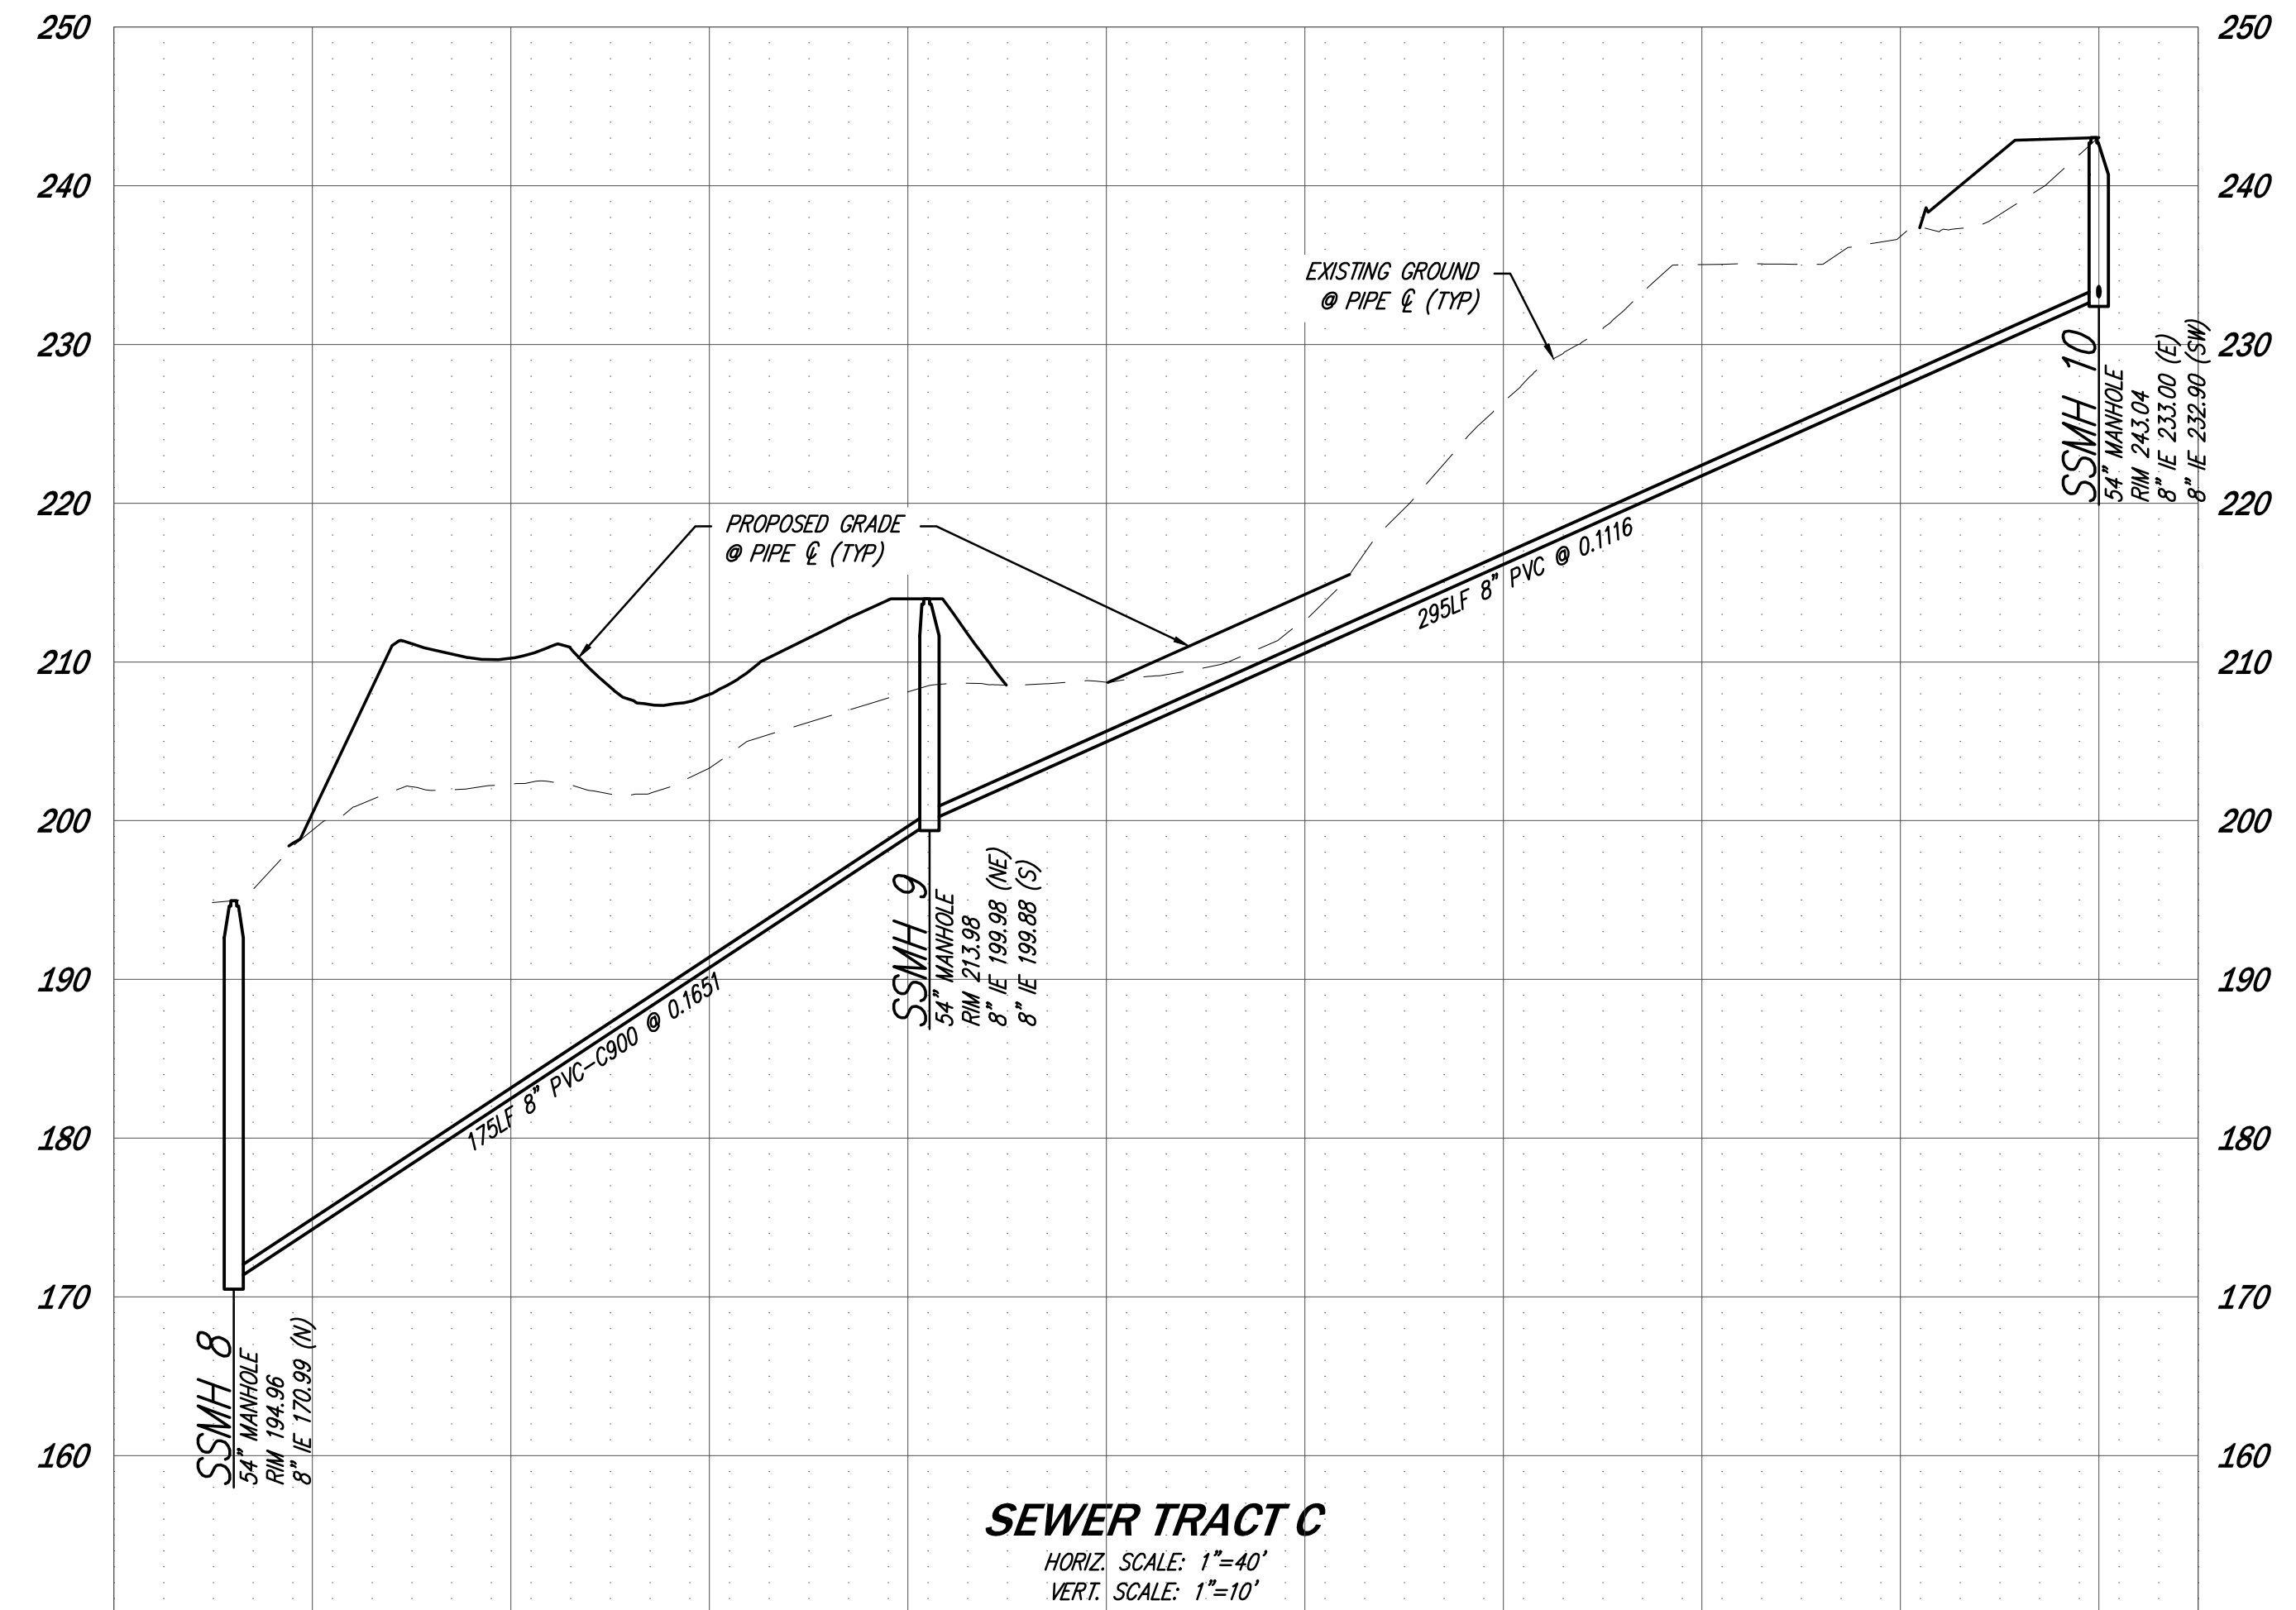 250
250
240
240
EXISTING GROUND
@ PIPE ℄ (TYP)
230
230
SSMH 10
54" MANHOLE
RIM 243.04
8" IE 233.00 (E)
8" IE 232.90 (SW)
220
220
PROPOSED GRADE
@ PIPE ℄ (TYP)
295LF 8" PVC @ 0.1116
210
210
200
200
SSMH 9
54" MANHOLE
RIM 213.98
8" IE 199.98 (NE)
8" IE 199.88 (S)
190
190
175LF 8" PVC-C900 @ 0.1651
180
180
170
170
SSMH 8
54" MANHOLE
RIM 194.96
8" IE 170.99 (N)
160
160
SEWER TRACT C
HORIZ. SCALE: 1"=40'
VERT. SCALE: 1"=10'